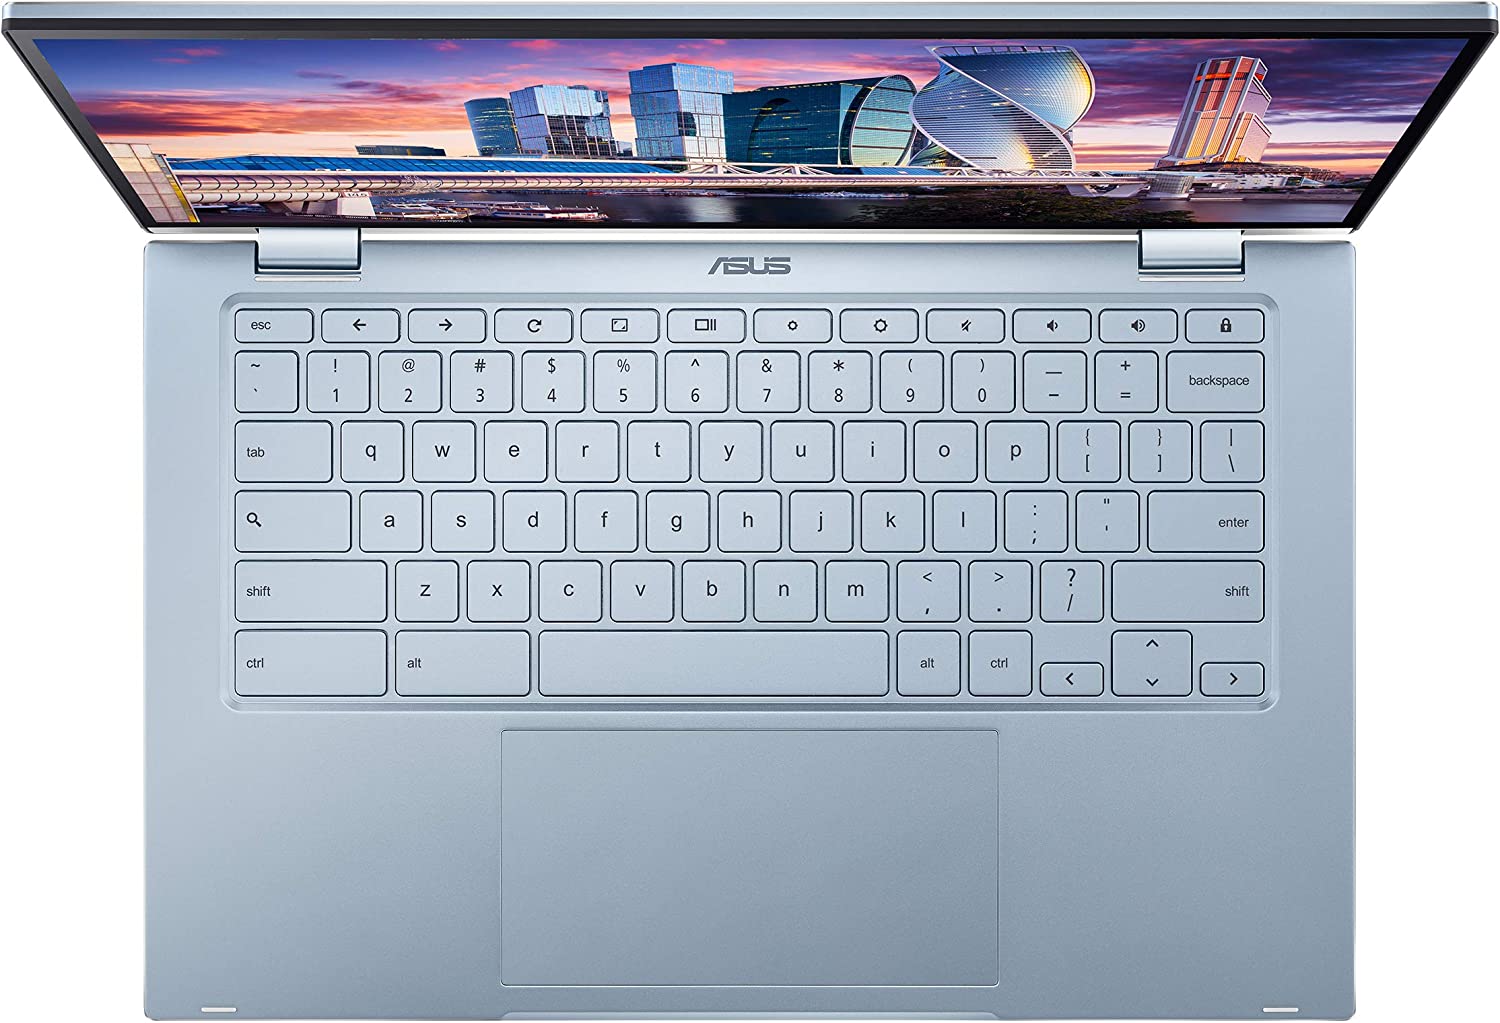 ASUS
esc
~ ! @ # $ % ^ & * ( ) — +
` 1 2 3 4 5 6 7 8 9 0 - = backspace
tab q w e r t y u i o p { [ } ] | \
a s d f g h j k l : ; " ' enter
shift z x c v b n m < , > . ? / shift
ctrl alt alt ctrl